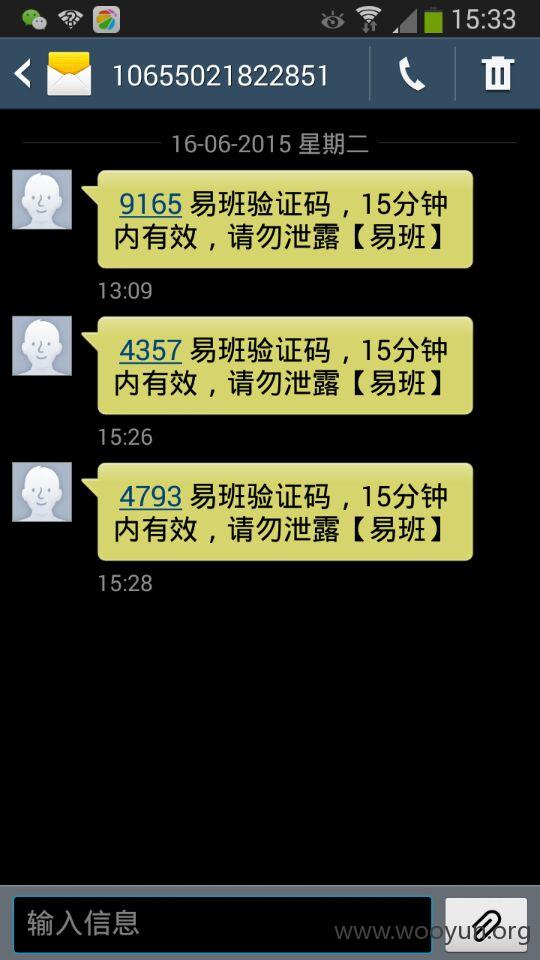 15:33
10655021822851
16-06-2015 星期二
9165 易班验证码，15分钟
内有效，请勿泄露【易班】
13:09
4357 易班验证码，15分钟
内有效，请勿泄露【易班】
15:26
4793 易班验证码，15分钟
内有效，请勿泄露【易班】
15:28
输入信息
www.wooyun.org